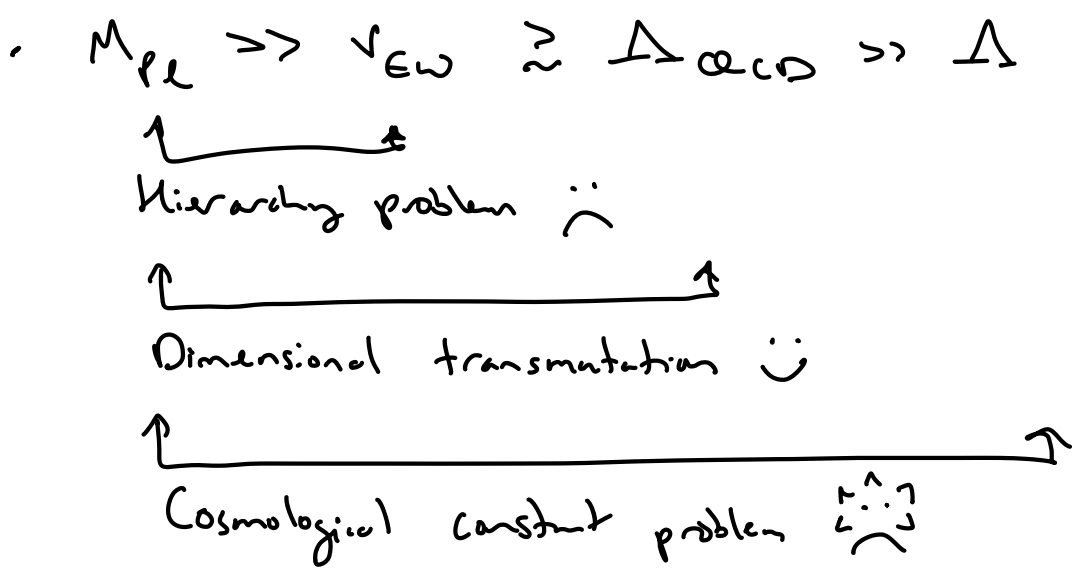 · M_Pl >> v_EW ≳ Λ_QCD >> Λ
Hierarchy problem :(
Dimensional transmutation :)
Cosmological constant problem :(